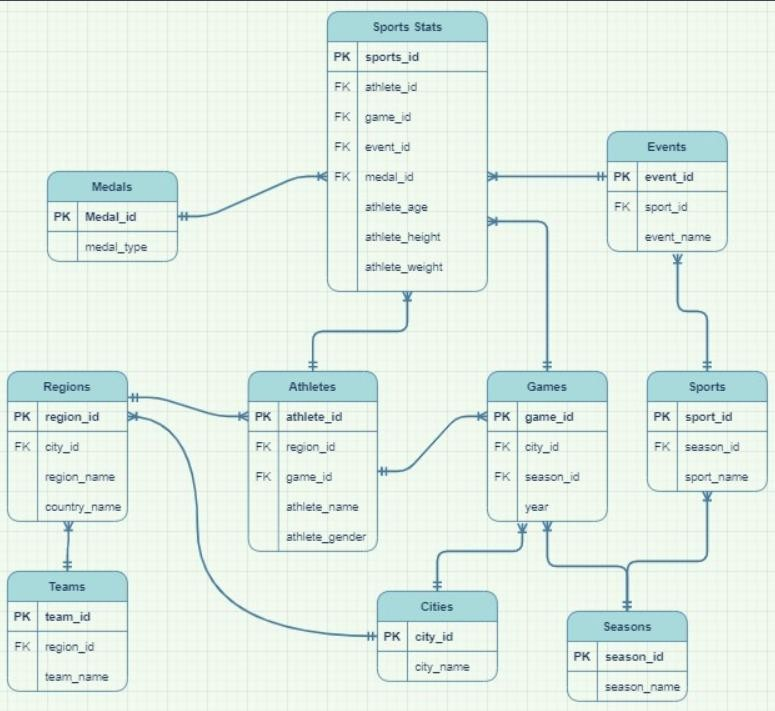 Sports Stats
PK sports_id
FK athlete_id
FK game_id
FK event_id
FK medal_id
athlete_age
athlete_height
athlete_weight
Medals
PK Medal_id
medal_type
Events
PK event_id
FK sport_id
event_name
Regions
PK region_id
FK city_id
region_name
country_name
Athletes
PK athlete_id
FK region_id
FK game_id
athlete_name
athlete_gender
Games
PK game_id
FK city_id
FK season_id
year
Sports
PK sport_id
FK season_id
sport_name
Teams
PK team_id
FK region_id
team_name
Cities
PK city_id
city_name
Seasons
PK season_id
season_name